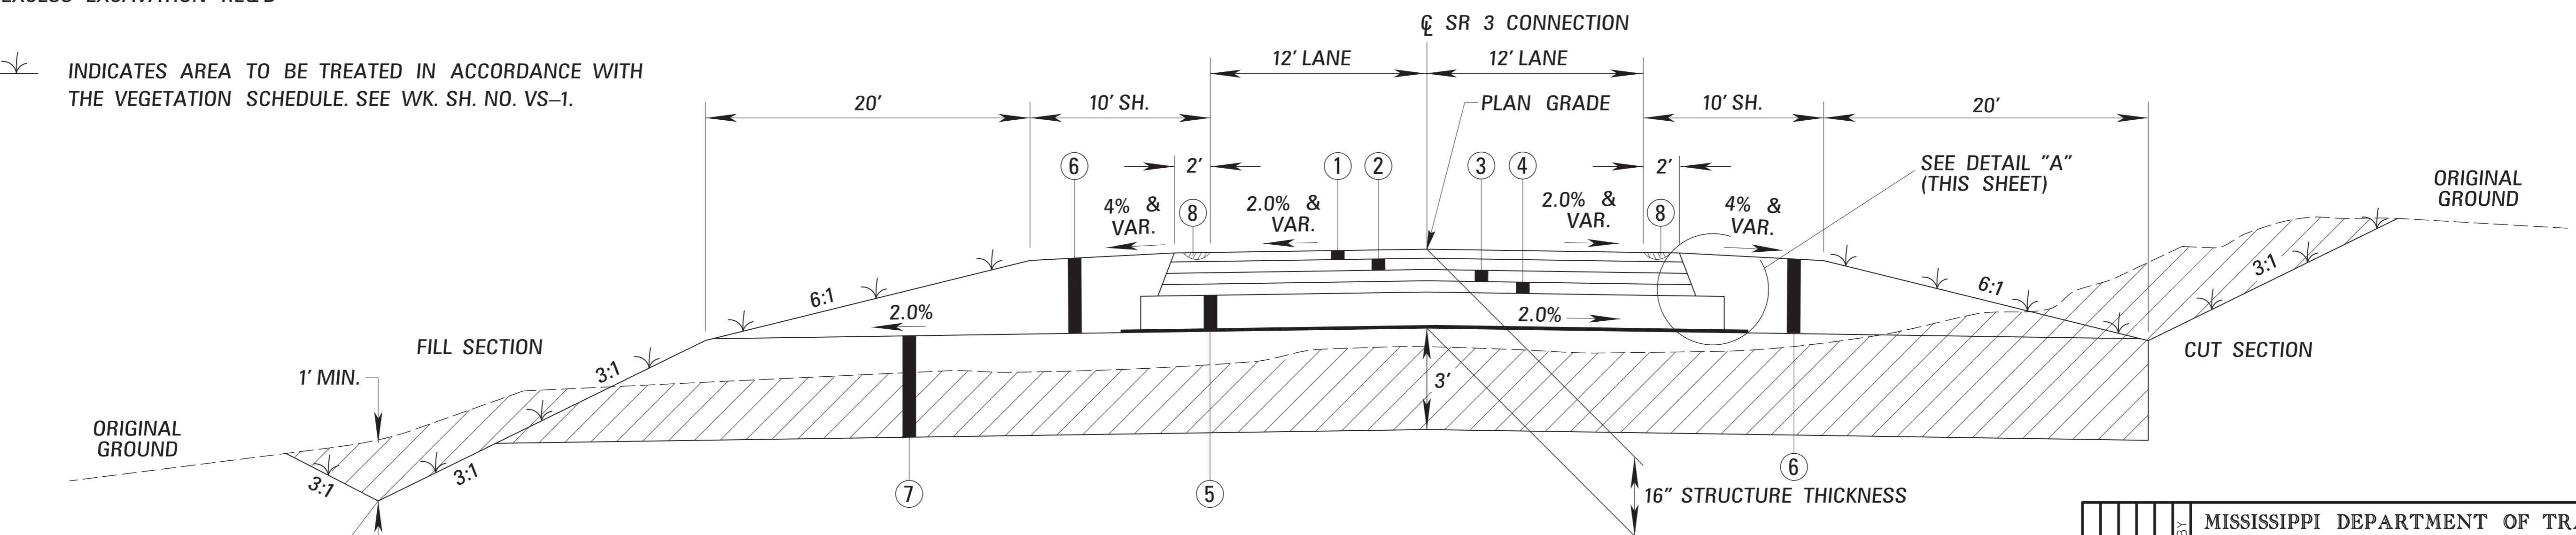 ℄ SR 3 CONNECTION
INDICATES AREA TO BE TREATED IN ACCORDANCE WITH
THE VEGETATION SCHEDULE. SEE WK. SH. NO. VS–1.
12' LANE
12' LANE
20'
10' SH.
PLAN GRADE
10' SH.
20'
6
2'
1
2
3
4
2'
SEE DETAIL "A"
(THIS SHEET)
ORIGINAL
GROUND
4% &
VAR.
8
2.0% &
VAR.
2.0% &
VAR.
8
4% &
VAR.
6:1
2.0%
2.0%
6:1
3:1
FILL SECTION
CUT SECTION
1' MIN.
3:1
3'
ORIGINAL
GROUND
3:1
3:1
7
5
6
16" STRUCTURE THICKNESS
BY
MISSISSIPPI DEPARTMENT OF